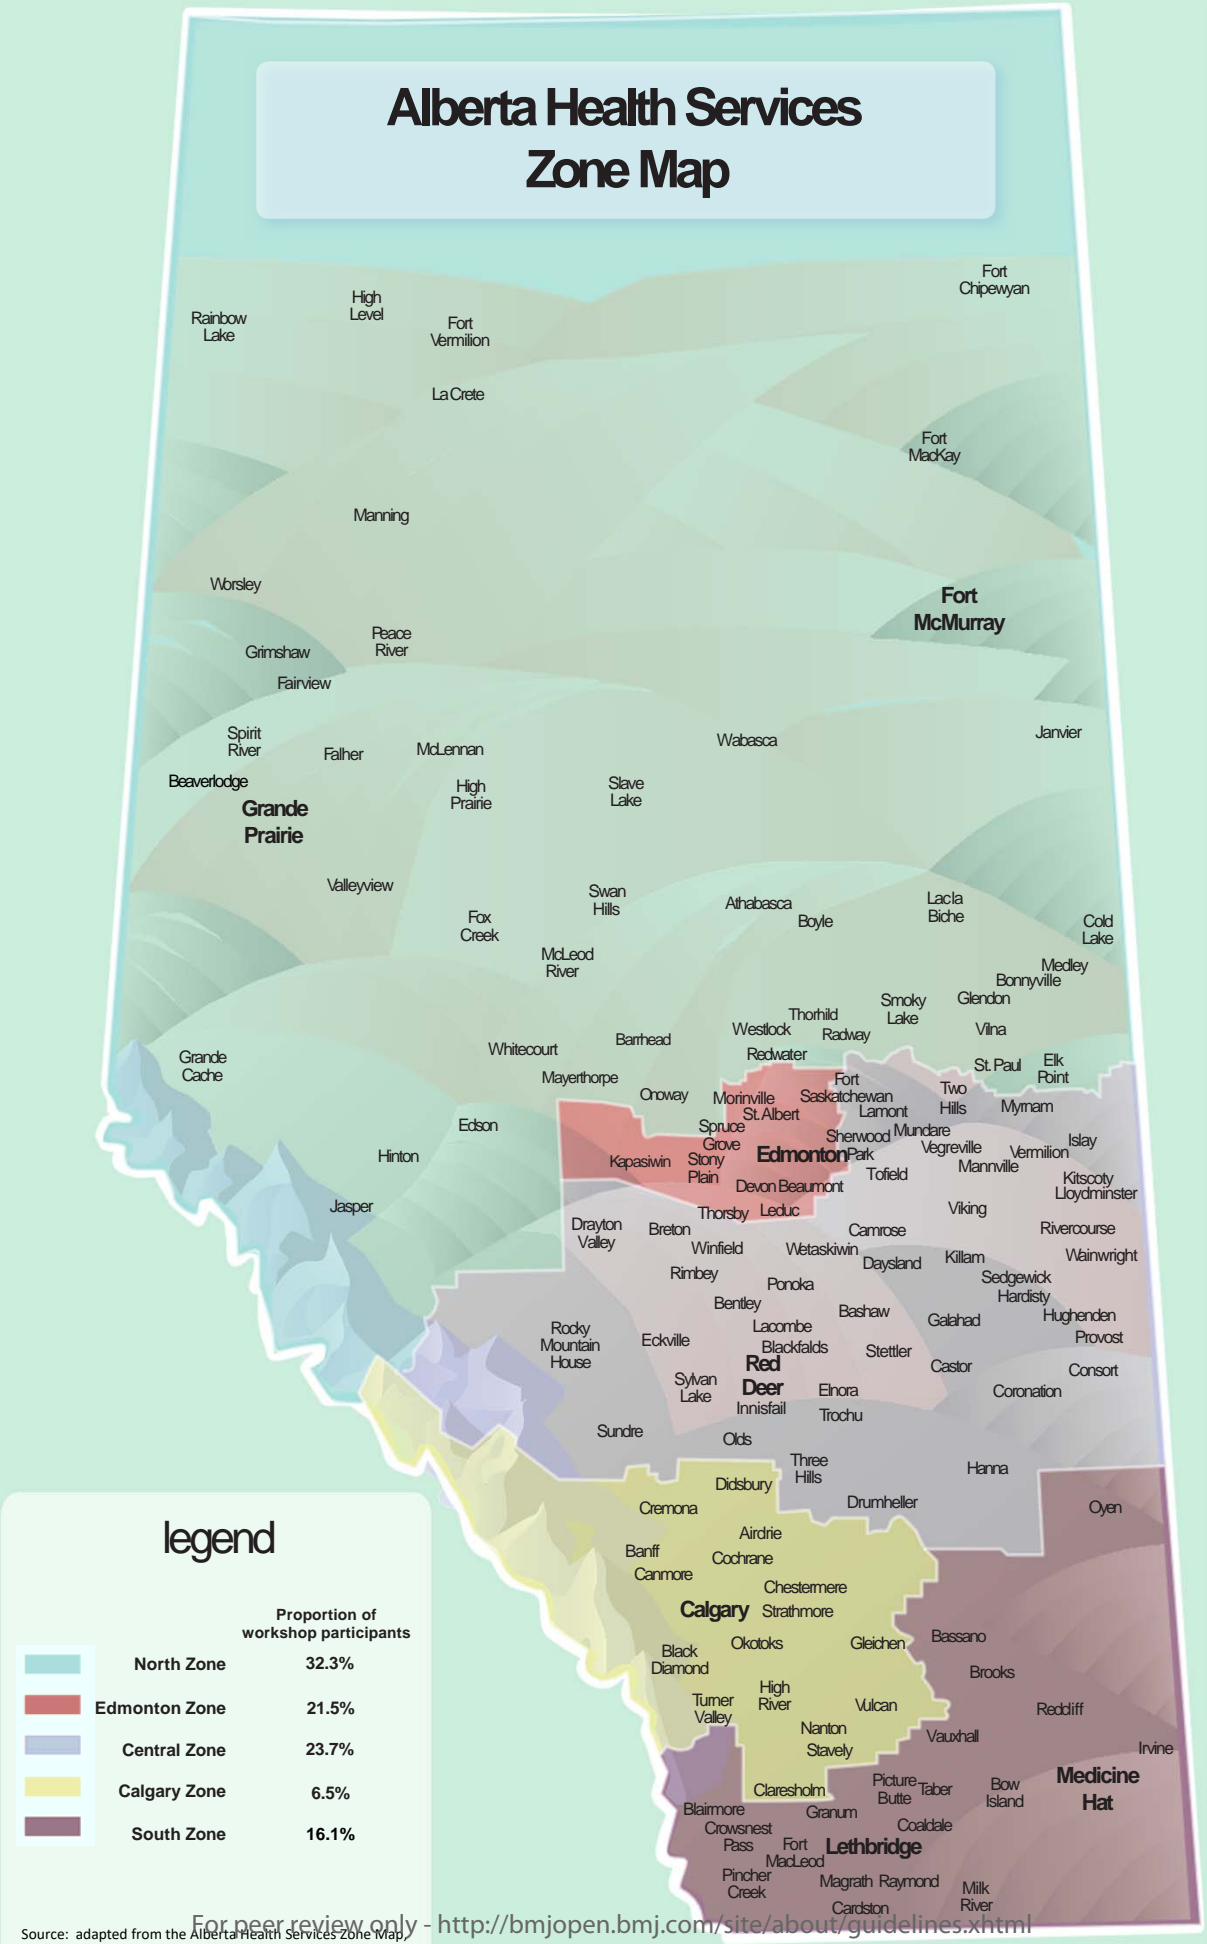 Alberta Health Services
Zone Map
Fort
Chipewyan
High
Level
Rainbow
Lake
Fort
Vermilion
La Crete
Fort
MacKay
Manning
Worsley
Fort
McMurray
Peace
River
Grimshaw
Fairview
Spirit
River
Falher
McLennan
Wabasca
Janvier
Beaverlodge
High
Prairie
Slave
Lake
Grande
Prairie
Valleyview
Swan
Hills
Athabasca
Lac la
Biche
Boyle
Fox
Creek
Cold
Lake
McLeod
River
Medley
Bonnyville
Glendon
Smoky
Lake
Thorhild
Westlock
Radway
Vilna
Barrhead
Whitecourt
Redwater
Grande
Cache
St. Paul
Elk
Point
Mayerthorpe
Onoway
Morinville
Fort
Saskatchewan
Two
Hills
Myrnam
St. Albert
Lamont
Edson
Spruce
Grove
Sherwood
Park
Mundare
Vegreville
Islay
Hinton
Kapasiwin
Stony
Plain
Edmonton
Vermilion
Mannville
Tofield
Kitscoty
Lloydminster
Devon Beaumont
Jasper
Thorsby
Leduc
Viking
Drayton
Valley
Breton
Camrose
Rivercourse
Winfield
Wetaskiwin
Wainwright
Daysland
Killam
Rimbey
Ponoka
Sedgewick
Hardisty
Bentley
Bashaw
Galahad
Hughenden
Rocky
Mountain
House
Eckville
Lacombe
Blackfalds
Stettler
Provost
Red
Deer
Castor
Consort
Sylvan
Lake
Elnora
Coronation
Innisfail
Trochu
Sundre
Olds
Three
Hills
Hanna
Didsbury
Drumheller
Oyen
Cremona
Airdrie
Banff
Cochrane
Canmore
Chestermere
Calgary
Strathmore
Okotoks
Gleichen
Bassano
Black
Diamond
Brooks
High
River
Turner
Valley
Vulcan
Redcliff
Nanton
Vauxhall
Stavely
Irvine
Medicine
Hat
Claresholm
Picture
Butte
Taber
Bow
Island
Blairmore
Granum
Crowsnest
Pass
Coaldale
Fort
MacLeod
Lethbridge
Pincher
Creek
Magrath
Raymond
Milk
River
Cardston
legend
Proportion of
workshop participants
North Zone 32.3%
Edmonton Zone 21.5%
Central Zone 23.7%
Calgary Zone 6.5%
South Zone 16.1%
For peer review only - http://bmjopen.bmj.com/site/about/guidelines.xhtml
Source: adapted from the Alberta Health Services Zone Map,